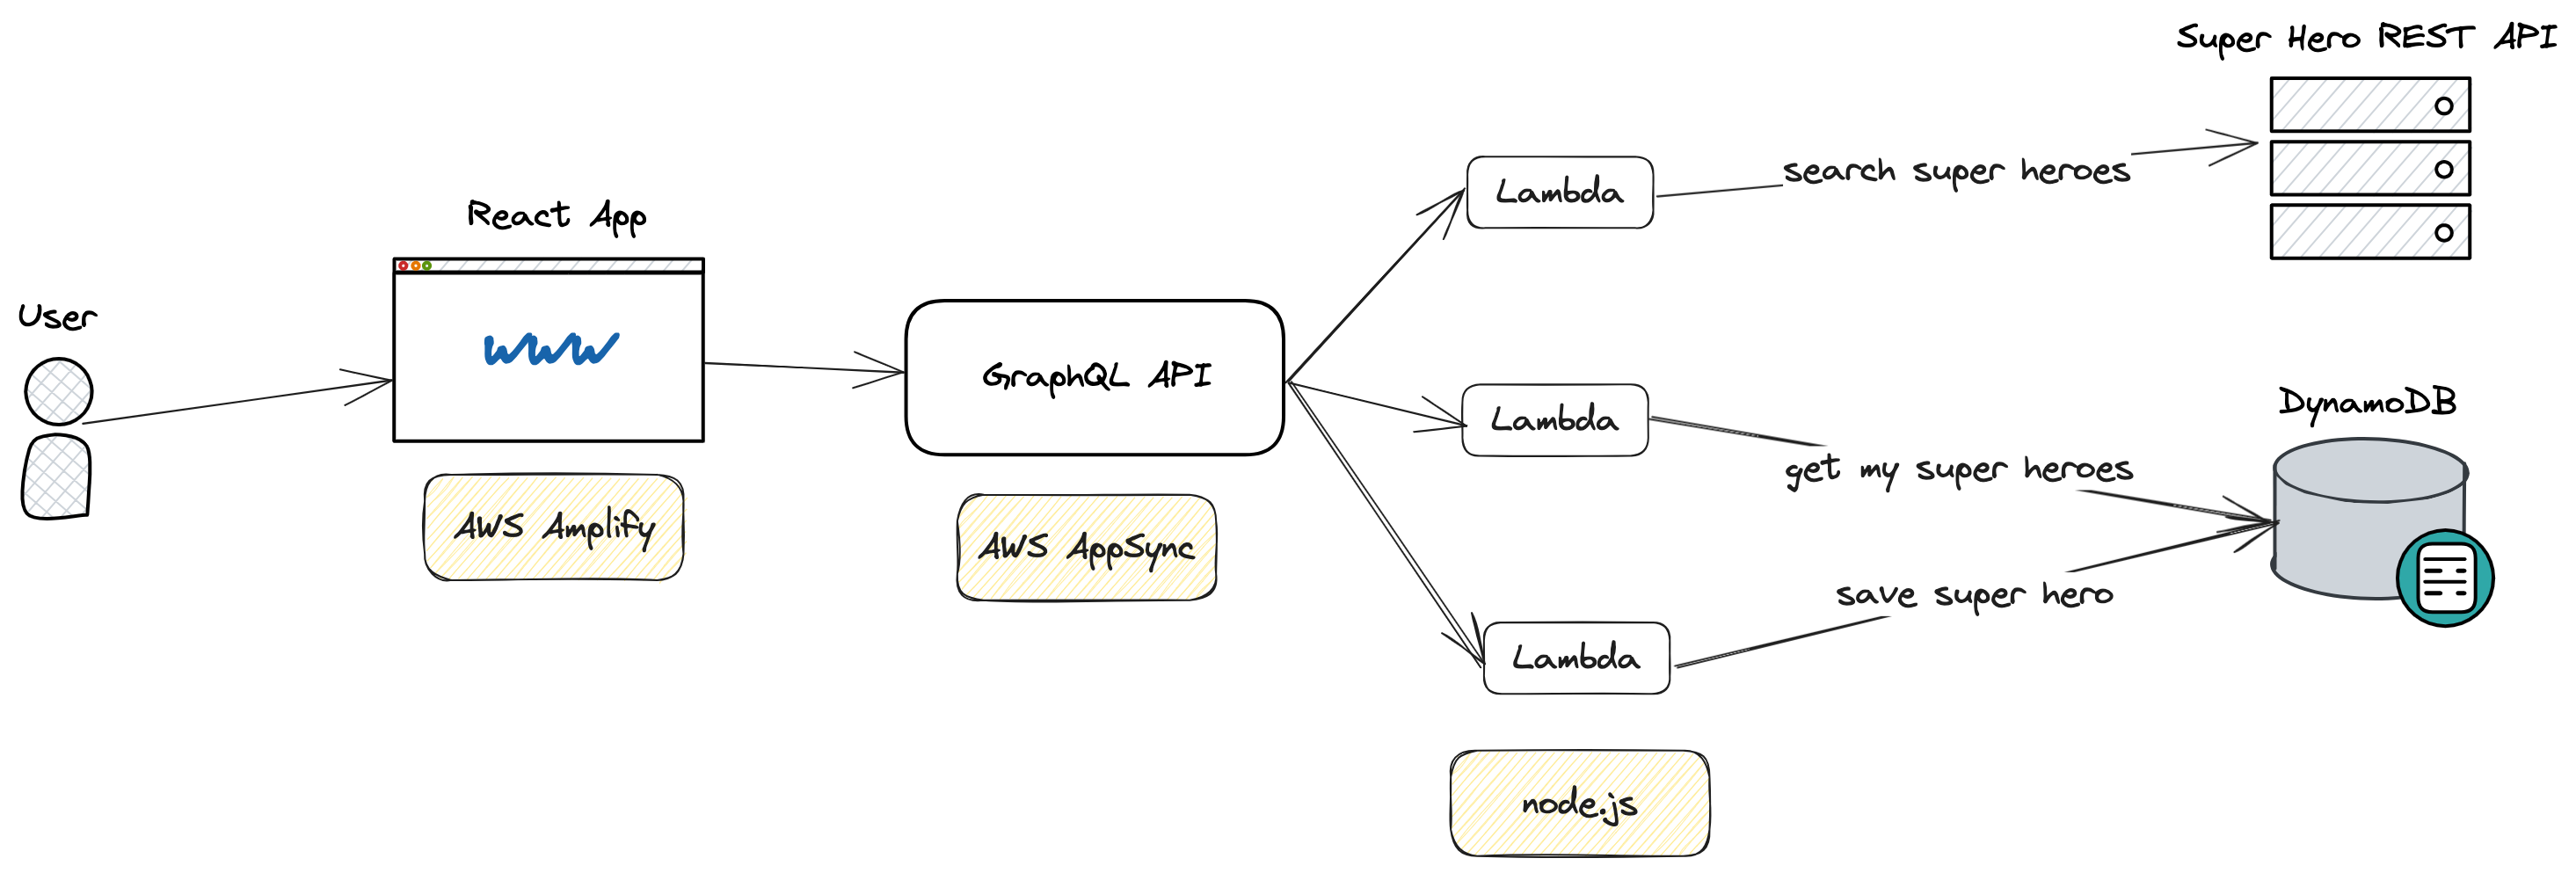 User
React App
www
AWS Amplify
GraphQL API
AWS AppSync
Lambda
search super heroes
Super Hero REST API
Lambda
get my super heroes
DynamoDB
Lambda
save super hero
node.js